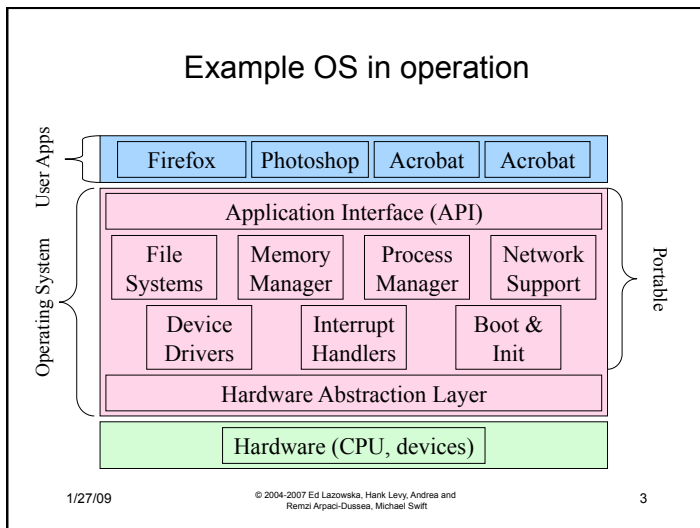 Example OS in operation
User Apps
Firefox
Photoshop
Acrobat
Acrobat
Operating System
Application Interface (API)
File
Systems
Memory
Manager
Process
Manager
Network
Support
Device
Drivers
Interrupt
Handlers
Boot &
Init
Hardware Abstraction Layer
Portable
Hardware (CPU, devices)
1/27/09
© 2004-2007 Ed Lazowska, Hank Levy, Andrea and
Remzi Arpaci-Dussea, Michael Swift
3